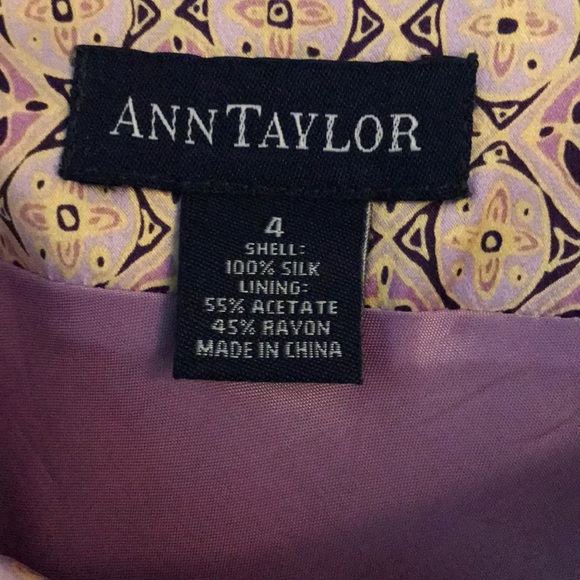 ANNTAYLOR
4
SHELL:
100% SILK
LINING:
55% ACETATE
45% RAYON
MADE IN CHINA